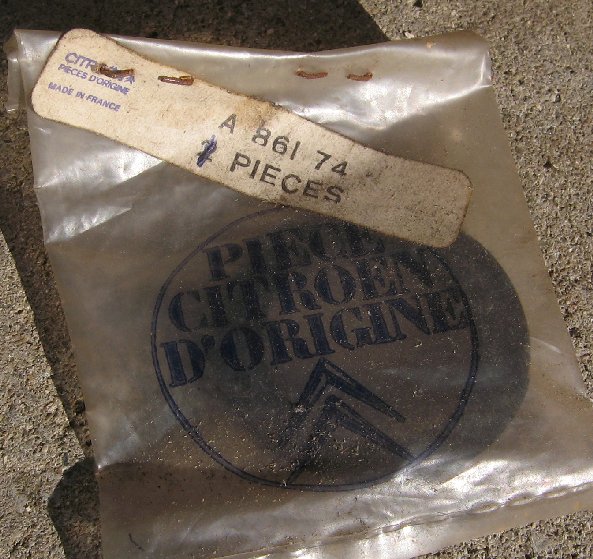 PIECES D'ORIGINE
MADE IN FRANCE
A 861 74
PIECES
PIECES
CITROEN
D'ORIGINE